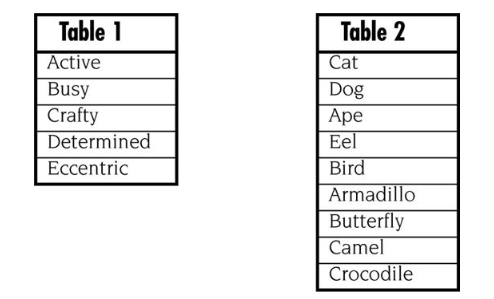 Table 1
Active
Busy
Crafty
Determined
Eccentric
Table 2
Cat
Dog
Ape
Eel
Bird
Armadillo
Butterfly
Camel
Crocodile